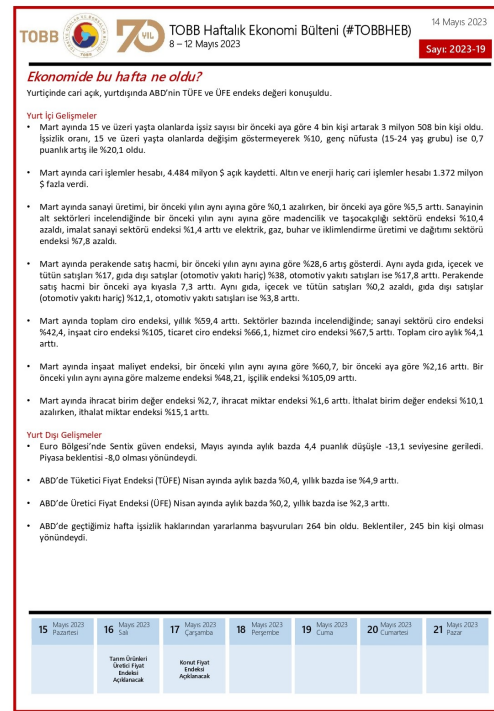 TOBB
70 YIL
TOBB Haftalık Ekonomi Bülteni (#TOBBHEB)
8 – 12 Mayıs 2023
14 Mayıs 2023
Sayı: 2023-19
Ekonomide bu hafta ne oldu?
Yurtiçinde cari açık, yurtdışında ABD'nin TÜFE ve ÜFE endeks değeri konuşuldu.
Yurt İçi Gelişmeler
• Mart ayında 15 ve üzeri yaşta olanlarda işsiz sayısı bir önceki aya göre 4 bin kişi artarak 3 milyon 508 bin kişi oldu.
İşsizlik oranı, 15 ve üzeri yaşta olanlarda değişim göstermeyerek %10, genç nüfusta (15-24 yaş grubu) ise 0,7
puanlık artış ile %20,1 oldu.
• Mart ayında cari işlemler hesabı, 4.484 milyon $ açık kaydetti. Altın ve enerji hariç cari işlemler hesabı 1.372 milyon
$ fazla verdi.
• Mart ayında sanayi üretimi, bir önceki yılın aynı ayına göre %0,1 azalırken, bir önceki aya göre %5,5 arttı. Sanayinin
alt sektörleri incelendiğinde bir önceki yılın aynı ayına göre madencilik ve taşocakçılığı sektörü endeksi %10,4
azaldı, imalat sanayi sektörü endeksi %1,4 arttı ve elektrik, gaz, buhar ve iklimlendirme üretimi ve dağıtımı sektörü
endeksi %7,8 azaldı.
• Mart ayında perakende satış hacmi, bir önceki yılın aynı ayına göre %28,6 artış gösterdi. Aynı ayda gıda, içecek ve
tütün satışları %17, gıda dışı satışlar (otomotiv yakıtı hariç) %38, otomotiv yakıtı satışları ise %17,8 arttı. Perakende
satış hacmi bir önceki aya kıyasla 7,3 arttı. Aynı gıda, içecek ve tütün satışları %0,2 azaldı, gıda dışı satışlar
(otomotiv yakıtı hariç) %12,1, otomotiv yakıtı satışları ise %3,8 arttı.
• Mart ayında toplam ciro endeksi, yıllık %59,4 arttı. Sektörler bazında incelendiğinde; sanayi sektörü ciro endeksi
%42,4, inşaat ciro endeksi %105, ticaret ciro endeksi %66,1, hizmet ciro endeksi %67,5 arttı. Toplam ciro aylık %4,1
arttı.
• Mart ayında inşaat maliyet endeksi, bir önceki yılın aynı ayına göre %60,7, bir önceki aya göre %2,16 arttı. Bir
önceki yılın aynı ayına göre malzeme endeksi %48,21, işçilik endeksi %105,09 arttı.
• Mart ayında ihracat birim değer endeksi %2,7, ihracat miktar endeksi %1,6 arttı. İthalat birim değer endeksi %10,1
azalırken, ithalat miktar endeksi %15,1 arttı.
Yurt Dışı Gelişmeler
• Euro Bölgesi'nde Sentix güven endeksi, Mayıs ayında aylık bazda 4,4 puanlık düşüşle -13,1 seviyesine geriledi.
Piyasa beklentisi -8,0 olması yönündeydi.
• ABD'de Tüketici Fiyat Endeksi (TÜFE) Nisan ayında aylık bazda %0,4, yıllık bazda ise %4,9 arttı.
• ABD'de Üretici Fiyat Endeksi (ÜFE) Nisan ayında aylık bazda %0,2, yıllık bazda ise %2,3 arttı.
• ABD'de geçtiğimiz hafta işsizlik haklarından yararlanma başvuruları 264 bin oldu. Beklentiler, 245 bin kişi olması
yönündeydi.
15 Mayıs 2023 Pazartesi
16 Mayıs 2023 Salı
17 Mayıs 2023 Çarşamba
18 Mayıs 2023 Perşembe
19 Mayıs 2023 Cuma
20 Mayıs 2023 Cumartesi
21 Mayıs 2023 Pazar
Tarım Ürünleri
Üretici Fiyat
Endeksi
Açıklanacak
Konut Fiyat
Endeksi
Açıklanacak